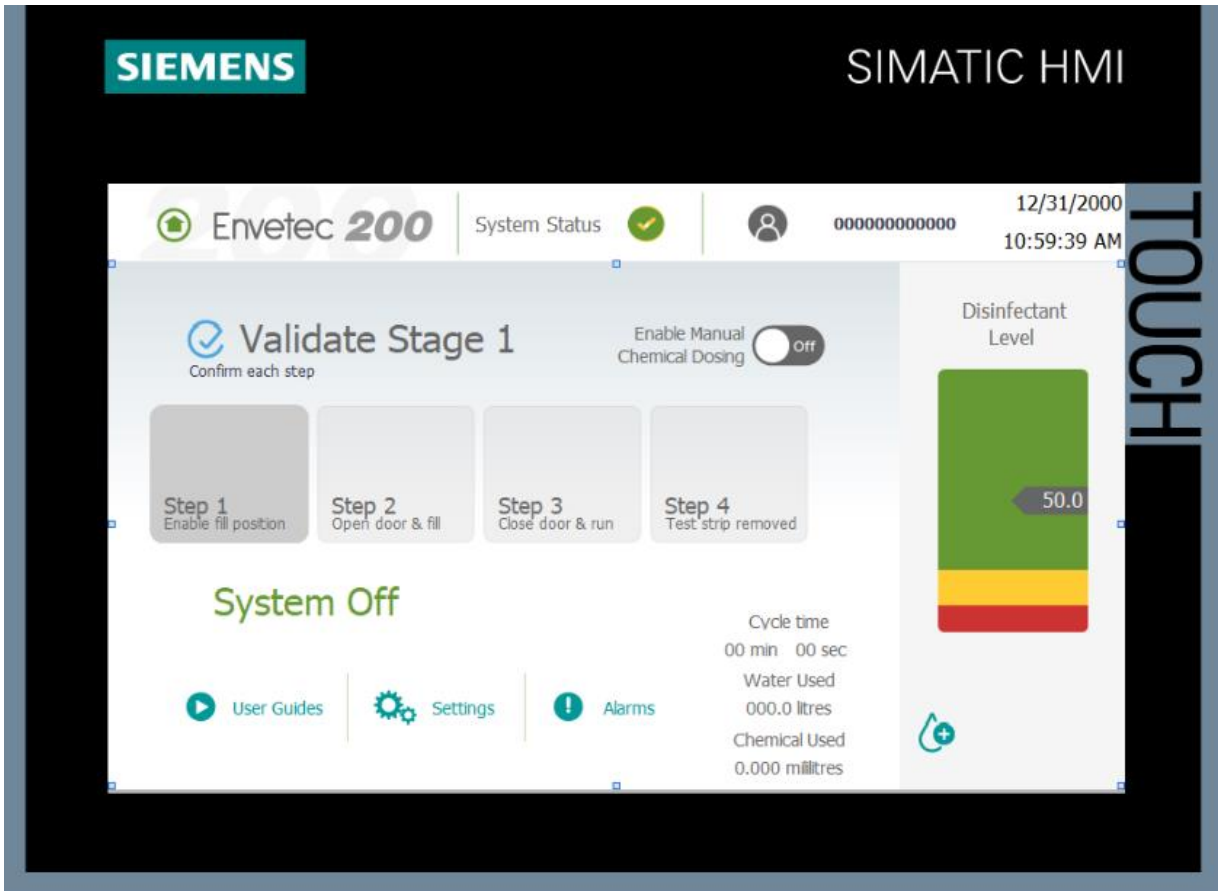 SIEMENS
SIMATIC HMI
TOUCH
200
Envetec 200
System Status
000000000000
12/31/2000
10:59:39 AM
Validate Stage 1
Confirm each step
Enable Manual
Chemical Dosing
Off
Step 1
Enable fill position
Step 2
Open door & fill
Step 3
Close door & run
Step 4
Test strip removed
Disinfectant
Level
50.0
System Off
Cycle time
00 min 00 sec
Water Used
000.0 litres
Chemical Used
0.000 millitres
User Guides
Settings
Alarms